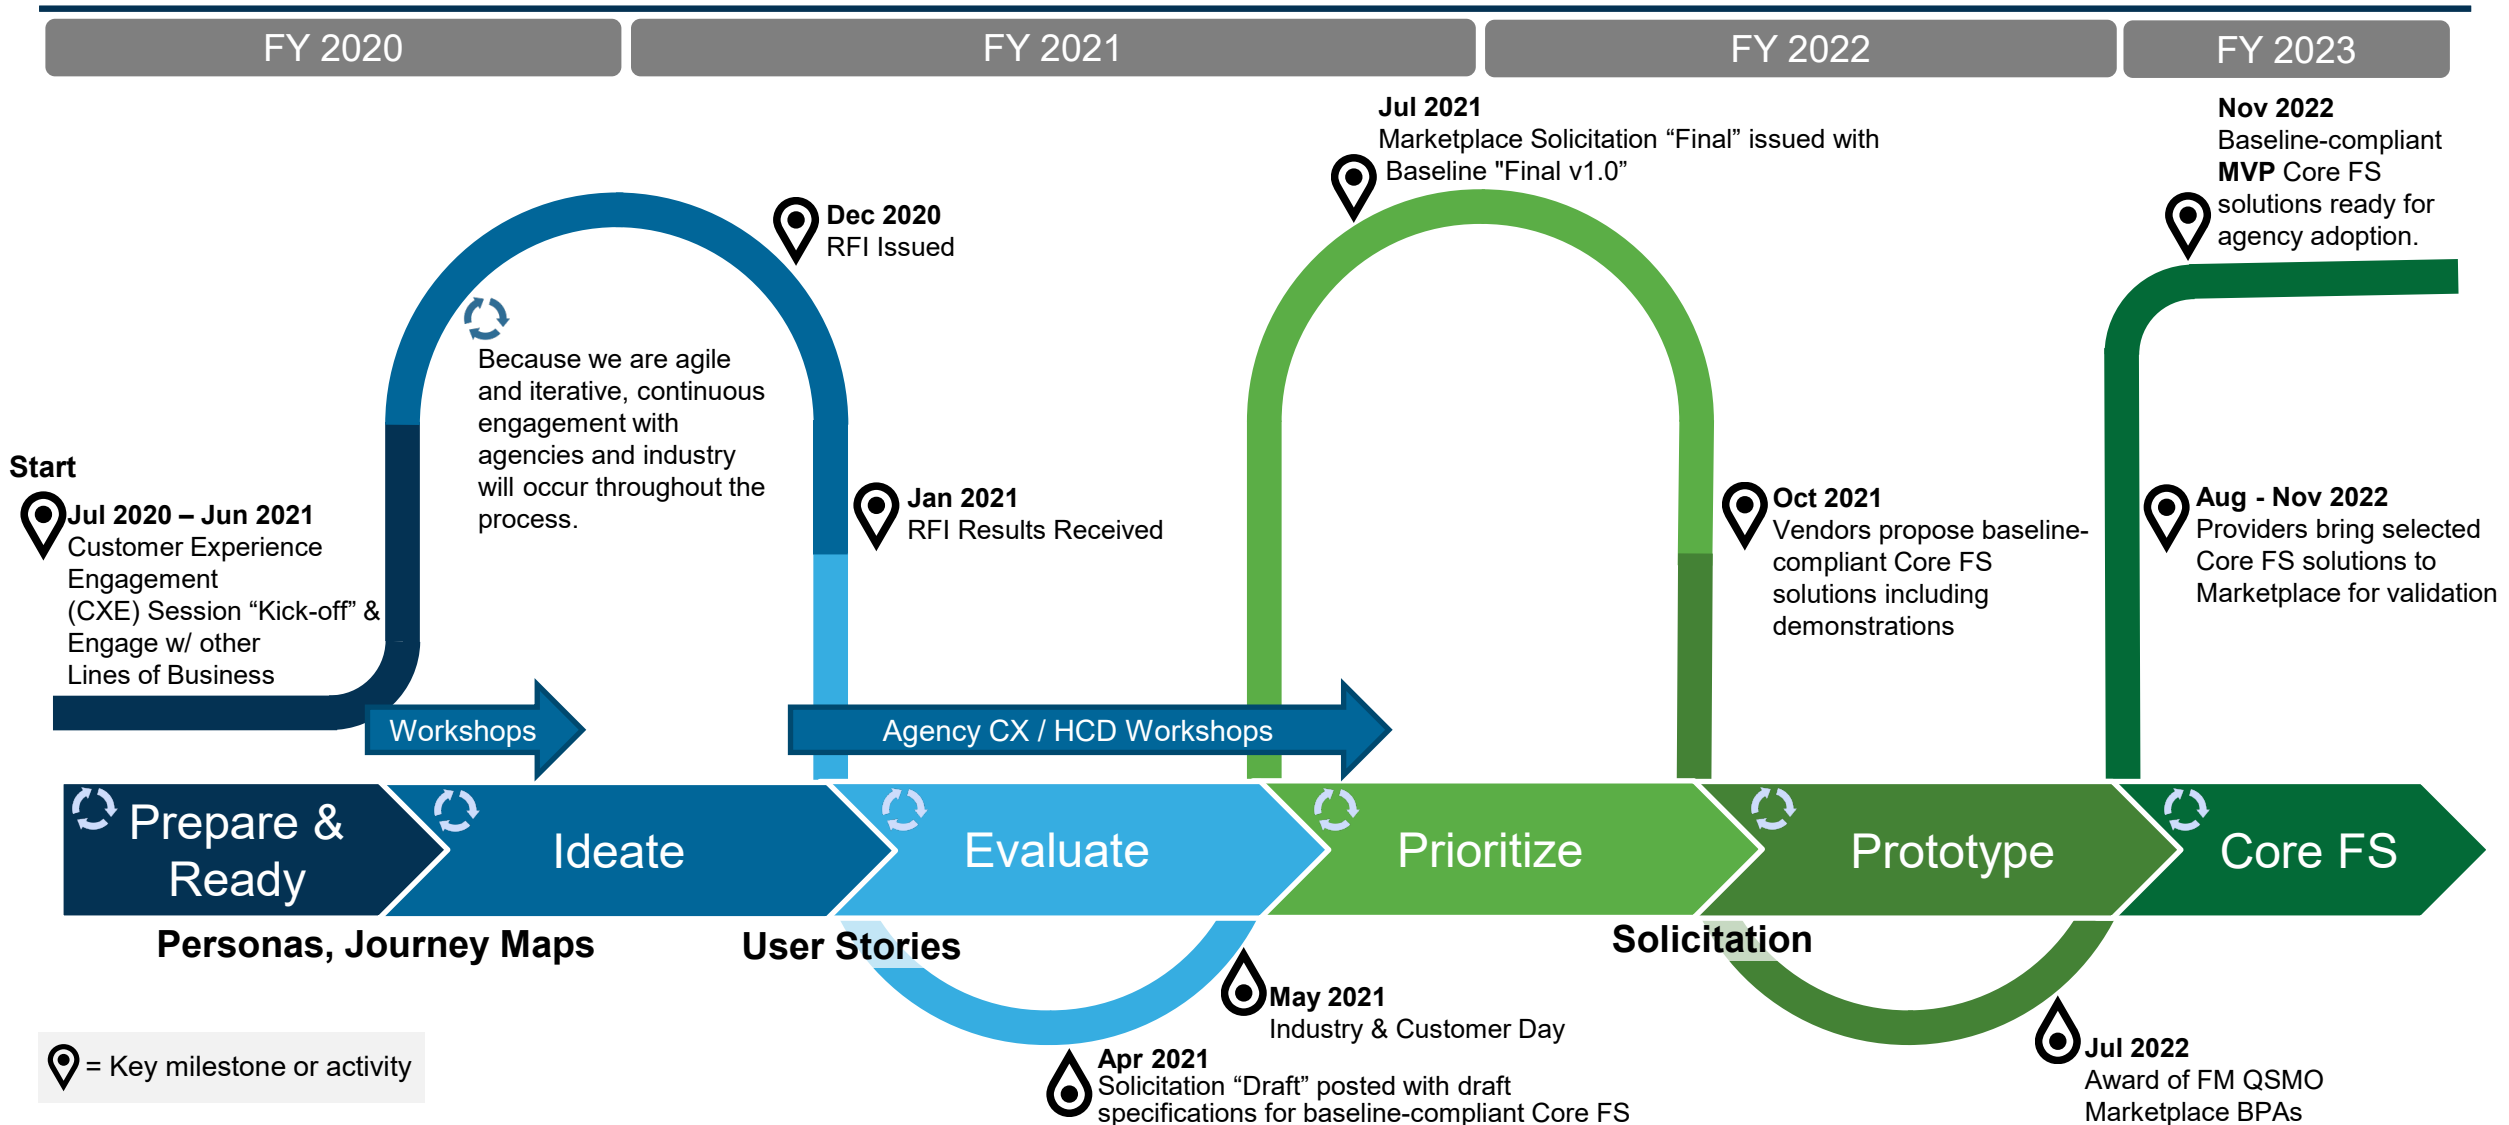 FY 2020
FY 2021
FY 2022
FY 2023
Start
Jul 2020 – Jun 2021
Customer Experience
Engagement
(CXE) Session “Kick-off” &
Engage w/ other
Lines of Business
Because we are agile
and iterative, continuous
engagement with
agencies and industry
will occur throughout the
process.
Dec 2020
RFI Issued
Jan 2021
RFI Results Received
Jul 2021
Marketplace Solicitation “Final” issued with
Baseline "Final v1.0”
Oct 2021
Vendors propose baseline-
compliant Core FS
solutions including
demonstrations
Nov 2022
Baseline-compliant
MVP Core FS
solutions ready for
agency adoption.
Aug - Nov 2022
Providers bring selected
Core FS solutions to
Marketplace for validation
Workshops
Agency CX / HCD Workshops
Prepare &
Ready
Ideate
Evaluate
Prioritize
Prototype
Core FS
Personas, Journey Maps
User Stories
Solicitation
May 2021
Industry & Customer Day
Apr 2021
Solicitation “Draft” posted with draft
specifications for baseline-compliant Core FS
Jul 2022
Award of FM QSMO
Marketplace BPAs
= Key milestone or activity